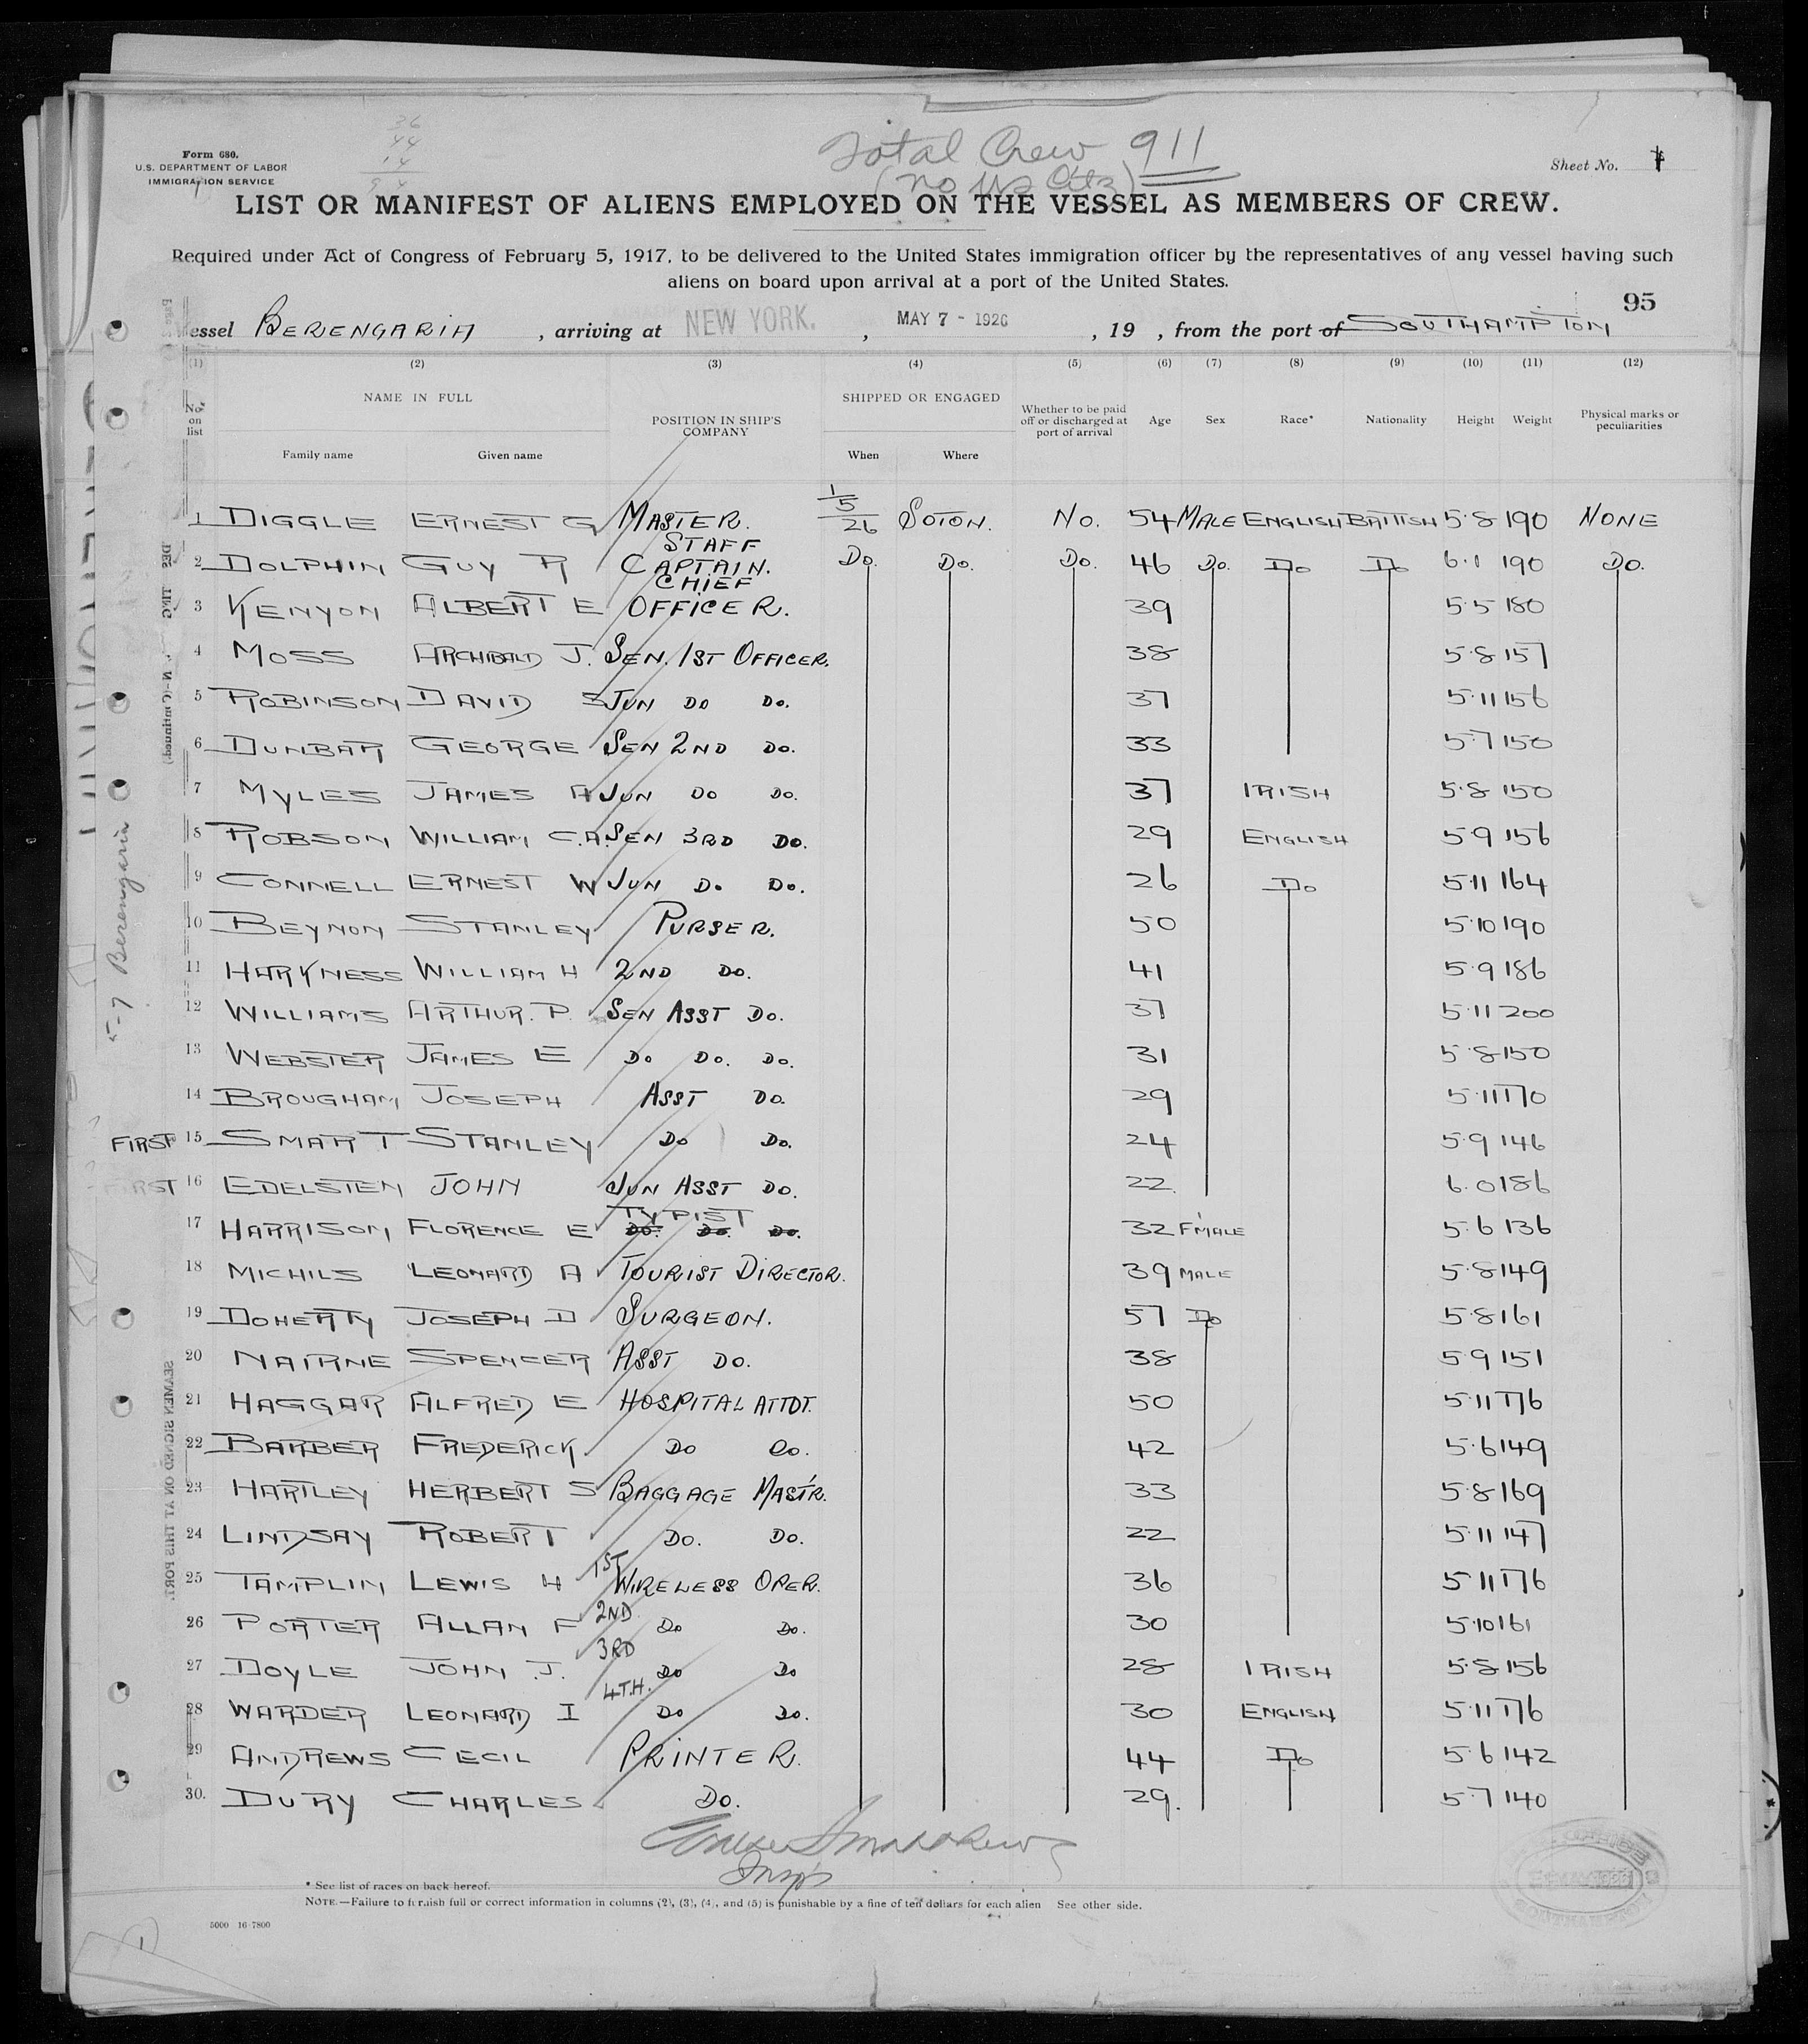 Total Crew 911
(no US Citz)
36
44
14
94
Form 680.
U.S. DEPARTMENT OF LABOR
IMMIGRATION SERVICE
Sheet No. 1
LIST OR MANIFEST OF ALIENS EMPLOYED ON THE VESSEL AS MEMBERS OF CREW.
Required under Act of Congress of February 5, 1917, to be delivered to the United States immigration officer by the representatives of any vessel having such
aliens on board upon arrival at a port of the United States.
95
essel BERENGARIA , arriving at NEW YORK. , MAY 7 - 1926 , 19 , from the port of SOUTHAMPTON
(1) (2) (3) (4) (5) (6) (7) (8) (9) (10) (11) (12)
No. on list NAME IN FULL POSITION IN SHIP'S COMPANY SHIPPED OR ENGAGED Whether to be paid off or discharged at port of arrival Age Sex Race* Nationality Height Weight Physical marks or peculiarities
Family name Given name When Where
1 DIGGLE ERNEST G MASTER. 1/5/26 SOTON. NO. 54 MALE ENGLISH BRITISH 5·8 190 NONE
2 DOLPHIN GUY R STAFF CAPTAIN. DO. DO. DO. 46 DO. DO DO 6·1 190 DO.
3 KENYON ALBERT E CHIEF OFFICER. 39 5·5 180
4 MOSS ARCHIBALD J. SEN. 1ST OFFICER. 38 5·8 157
5 ROBINSON DAVID S JUN DO DO. 37 5·11 156
6 DUNBAR GEORGE SEN 2ND DO. 33 5·7 150
7 MYLES JAMES A JUN DO DO. 37 IRISH 5·8 150
8 ROBSON WILLIAM C.A. SEN 3RD DO. 29 ENGLISH 5·9 156
9 CONNELL ERNEST W JUN DO DO. 26 DO 5·11 164
10 BEYNON STANLEY PURSER. 50 5·10 190
11 HARKNESS WILLIAM H 2ND DO. 41 5·9 186
12 WILLIAMS ARTHUR. P. SEN ASST DO. 37 5·11 200
13 WEBSTER JAMES E DO DO. DO. 31 5·8 150
14 BROUGHAM JOSEPH ASST DO. 29 5·11 170
FIRST 15 SMART STANLEY DO DO. 24 5·9 146
FIRST 16 EDELSTEN JOHN JUN ASST DO. 22. 6·0 186
17 HARRISON FLORENCE E TYPIST DO. DO. DO. 32 F'MALE 5·6 136
18 MICHILS LEONARD A TOURIST DIRECTOR. 39 MALE 5·8 149
19 DOHERTY JOSEPH D SURGEON. 57 DO 5·8 161
20 NAIRNE SPENCER ASST DO. 38 5·9 151
21 HAGGAR ALFRED E HOSPITAL ATTDT. 50 5·11 176
22 BARBER FREDERICK DO DO. 42 5·6 149
23 HARTLEY HERBERT S BAGGAGE MAST'R. 33 5·8 169
24 LINDSAY ROBERT DO. DO. 22 5·11 147
25 TAMPLIN LEWIS H 1ST WIRELESS OPER. 36 5·11 176
26 PORTER ALLAN F 2ND DO DO. 30 5·10 161
27 DOYLE JOHN J. 3RD DO DO 28 IRISH 5·8 156
28 WARDER LEONARD I 4TH. DO DO. 30 ENGLISH 5·11 176
29 ANDREWS CECIL PRINTER. 44 DO 5·6 142
30. DURY CHARLES DO. 29. 5·7 140
Insp
* See list of races on back hereof.
NOTE.—Failure to furnish full or correct information in columns (2), (3), (4), and (5) is punishable by a fine of ten dollars for each alien See other side.
5000 16-7800
1
5-7 Berengaria
SEAMEN SIGNED ON AT THIS PORT